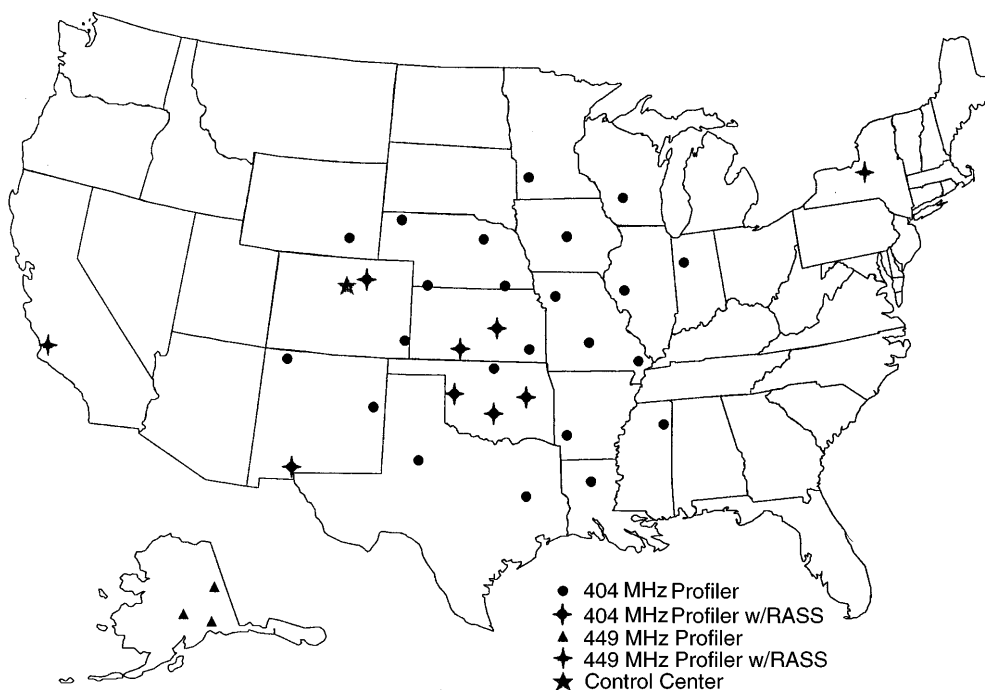 404 MHz Profiler
404 MHz Profiler w/RASS
449 MHz Profiler
449 MHz Profiler w/RASS
Control Center